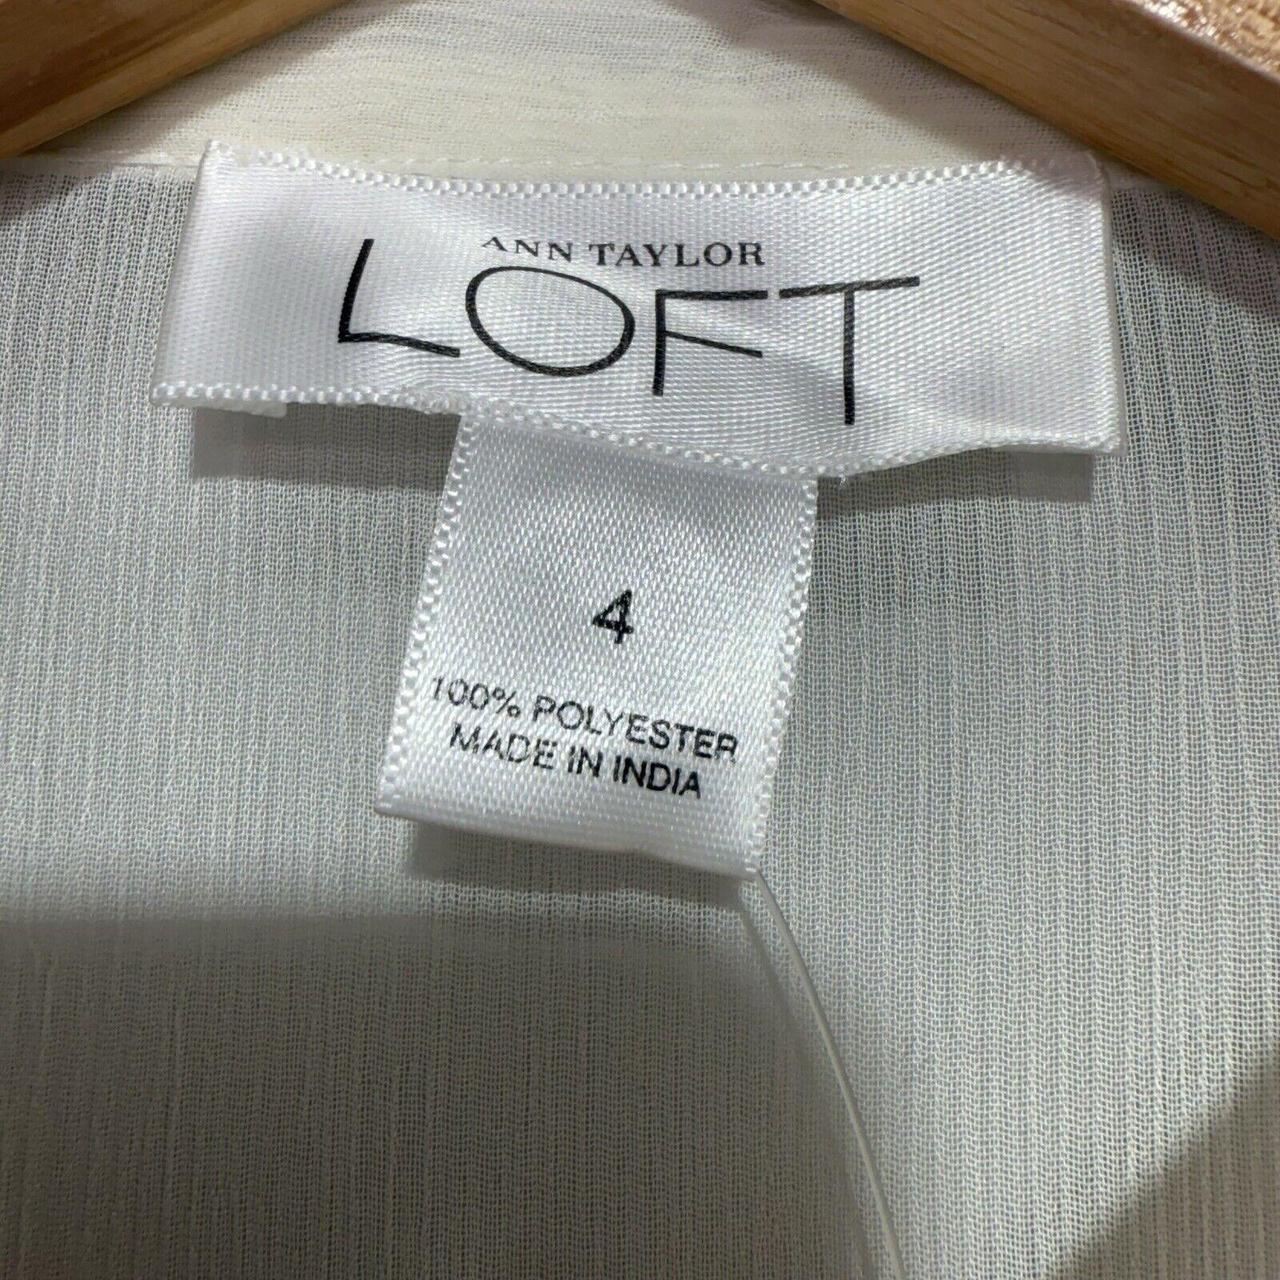 ANN TAYLOR
LOFT
4
100% POLYESTER
MADE IN INDIA